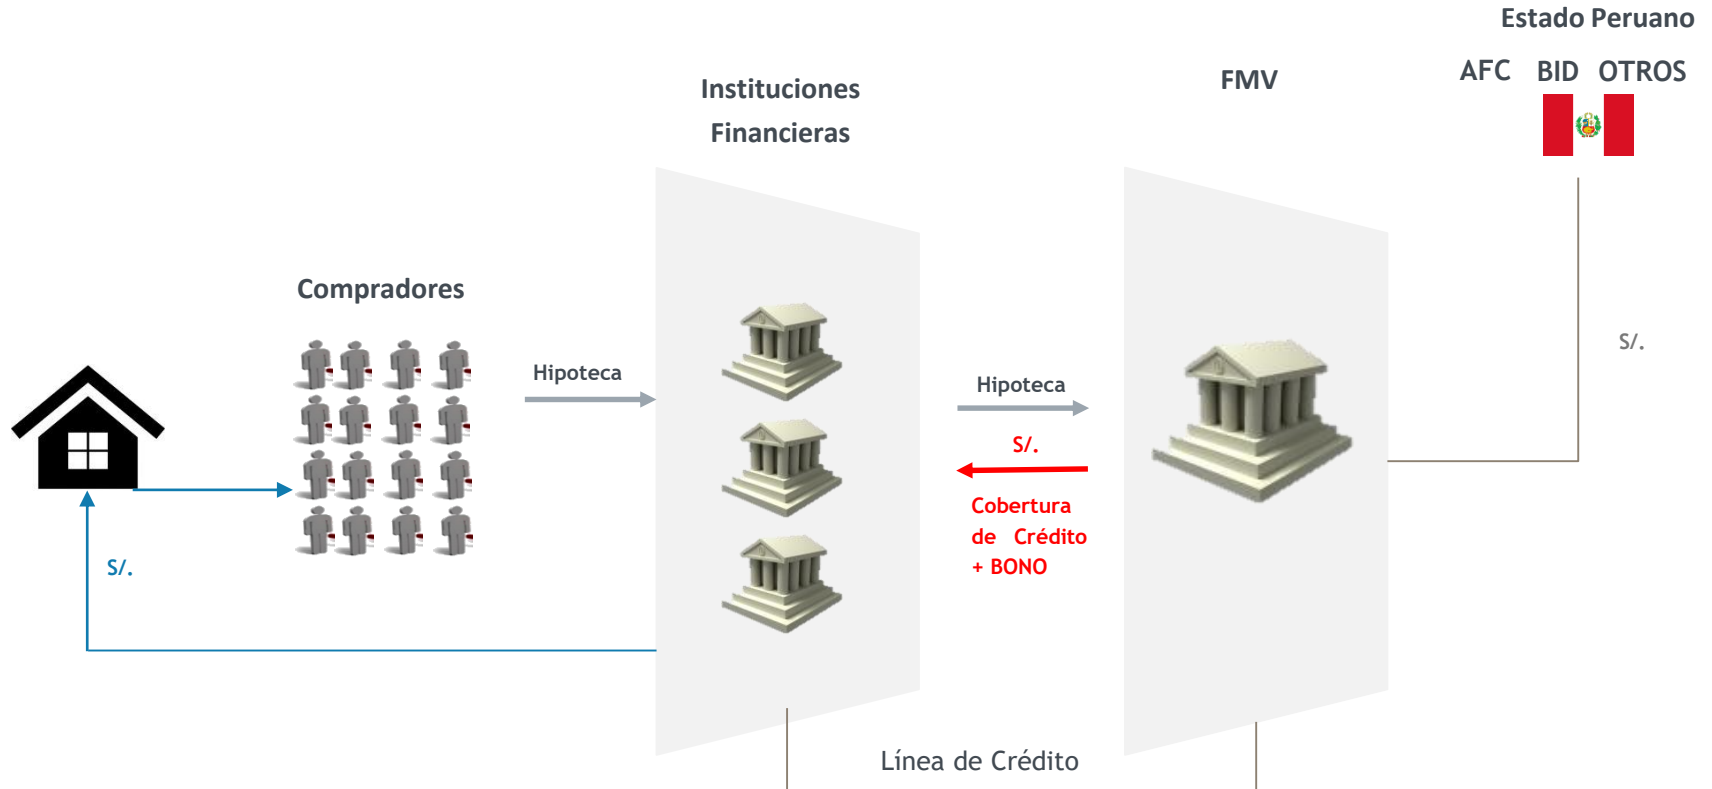 Estado Peruano
AFC BID OTROS
FMV
Instituciones
Financieras
Compradores
Hipoteca
Hipoteca
S/.
Cobertura
de Crédito
+ BONO
S/.
S/.
Línea de Crédito